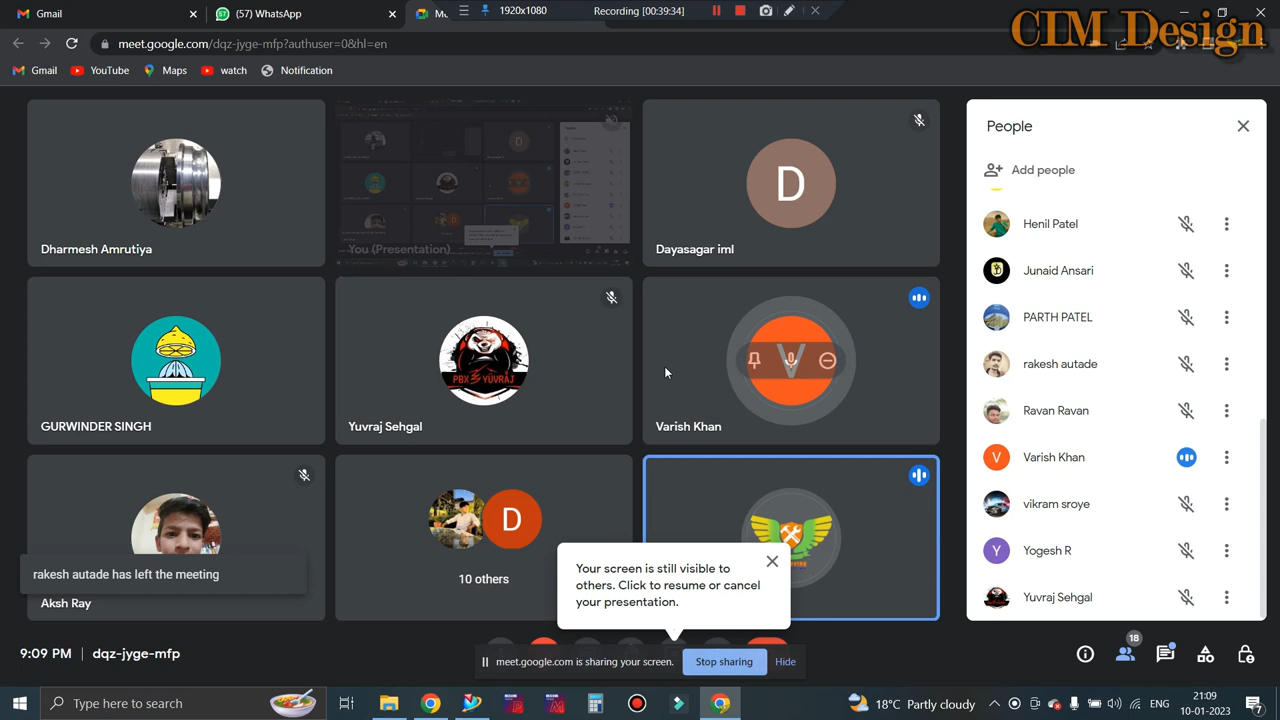 Gmail
(57) WhatsApp
1920x1080
Recording [00:39:34]
CIM Design
meet.google.com/dqz-jyge-mfp?authuser=0&hl=en
Gmail
YouTube
Maps
watch
Notification
Dharmesh Amrutiya
You (Presentation)
D
Dayasagar iml
GURWINDER SINGH
PBX YUVRAJ
Yuvraj Sehgal
V
Varish Khan
rakesh autade has left the meeting
Aksh Ray
D
10 others
Your screen is still visible to
others. Click to resume or cancel
your presentation.
People
Add people
Henil Patel
Junaid Ansari
PARTH PATEL
rakesh autade
Ravan Ravan
V
Varish Khan
vikram sroye
Y
Yogesh R
Yuvraj Sehgal
9:09 PM
dqz-jyge-mfp
meet.google.com is sharing your screen.
Stop sharing
Hide
18
Type here to search
18°C Partly cloudy
21:09
10-01-2023
7